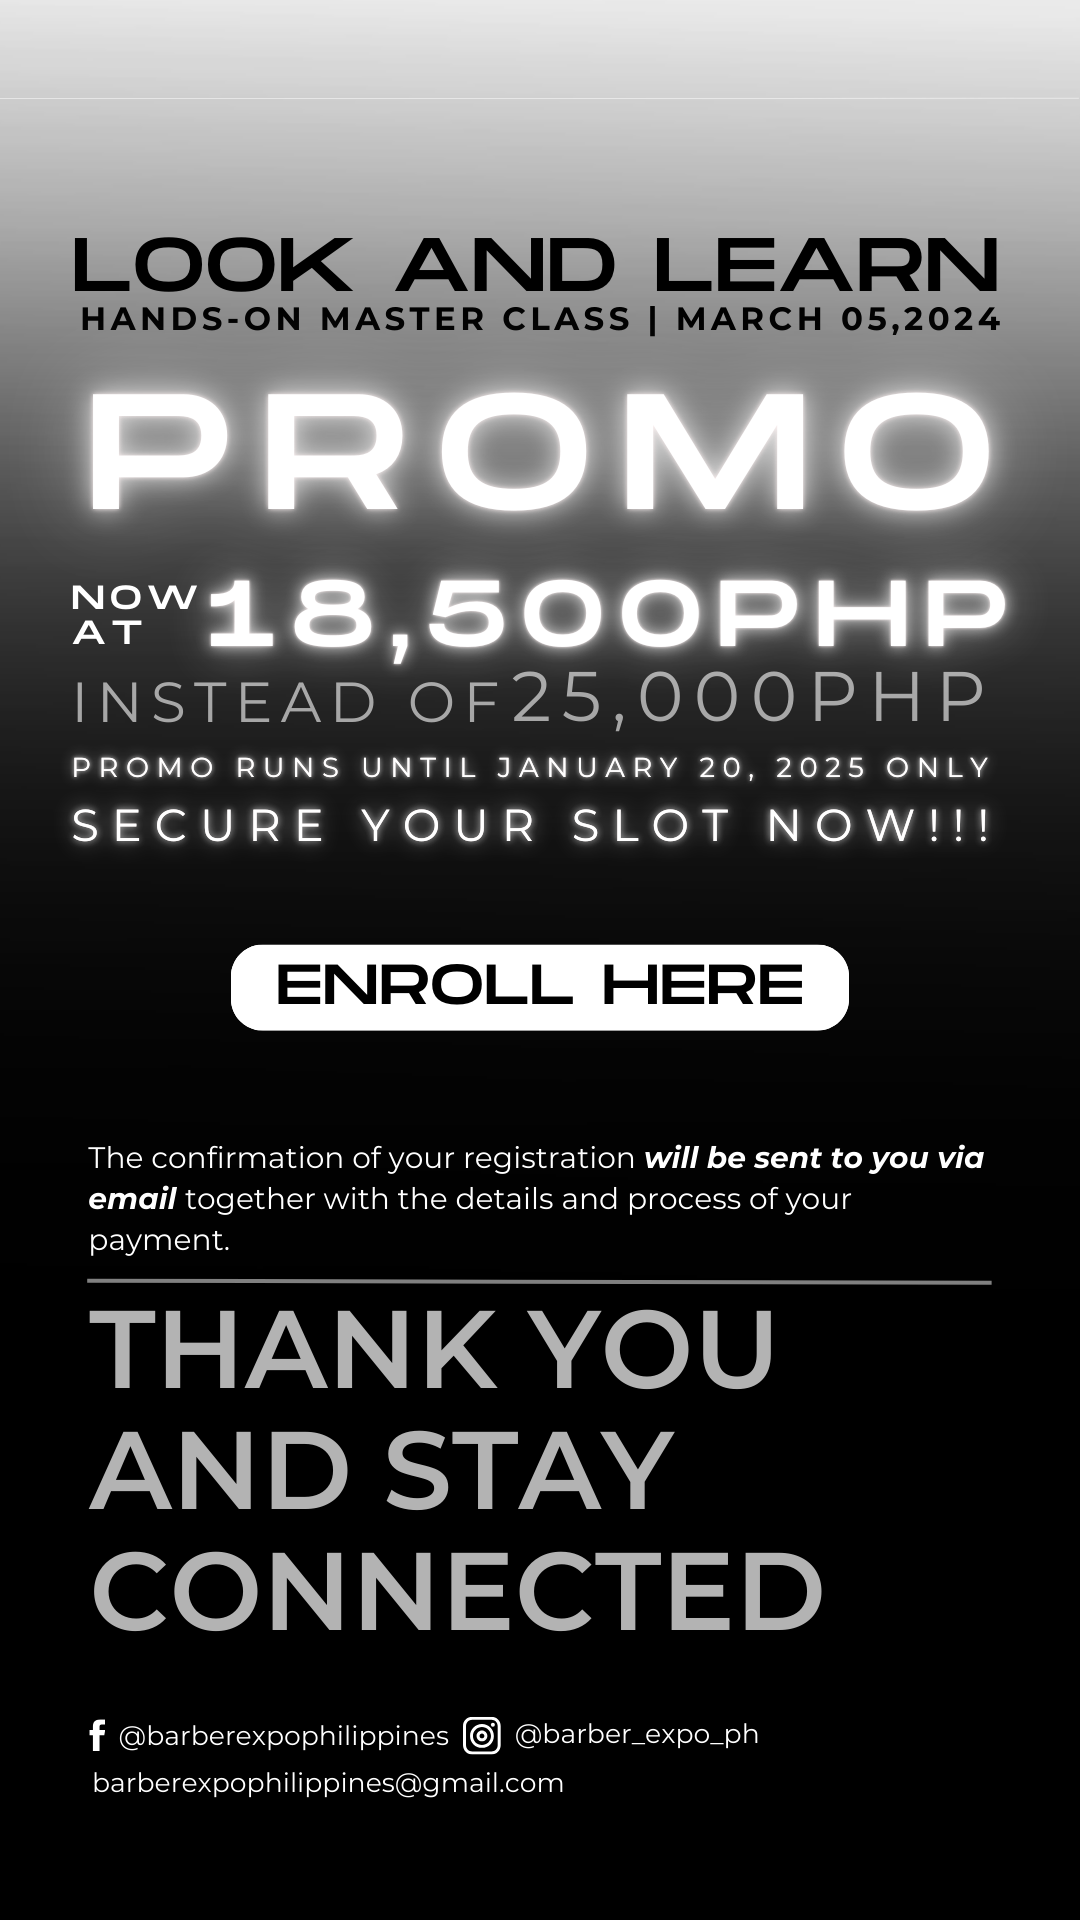 LOOK AND LEARN
HANDS-ON MASTER CLASS | MARCH 05,2024
PROMO
NOW AT 18,500PHP
INSTEAD OF 25,000PHP
PROMO RUNS UNTIL JANUARY 20, 2025 ONLY
SECURE YOUR SLOT NOW!!!
ENROLL HERE
The confirmation of your registration will be sent to you via
email together with the details and process of your
payment.
THANK YOU
AND STAY
CONNECTED
@barberexpophilippines @barber_expo_ph
barberexpophilippines@gmail.com